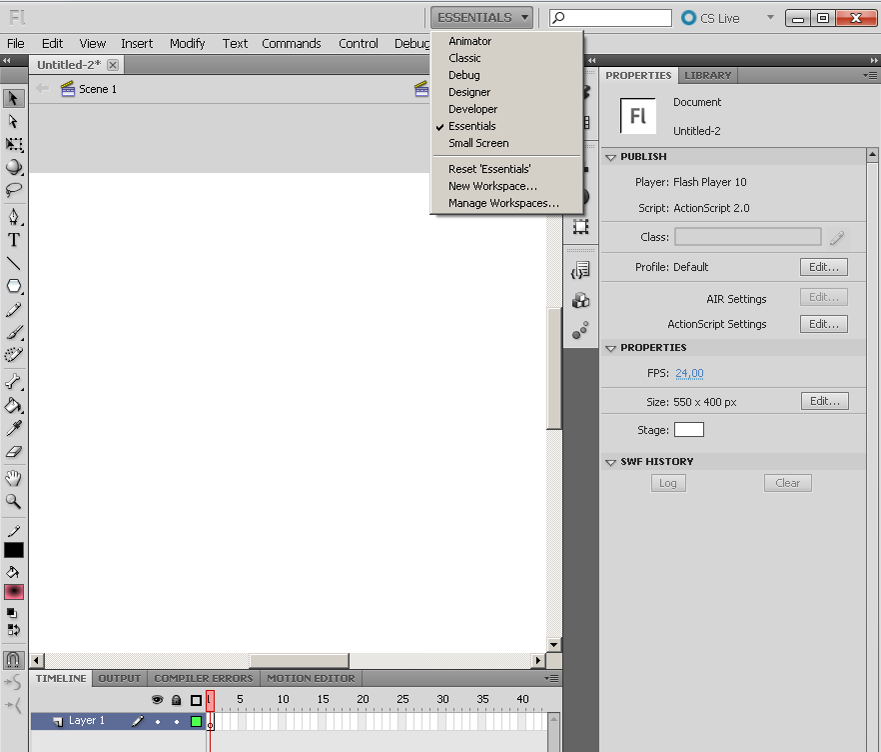 Fl
ESSENTIALS
CS Live
File Edit View Insert Modify Text Commands Control Debug
Animator
Classic
Debug
Designer
Developer
Essentials
Small Screen
Reset 'Essentials'
New Workspace...
Manage Workspaces...
Untitled-2*
Scene 1
T
PROPERTIES LIBRARY
Fl
Document
Untitled-2
PUBLISH
Player: Flash Player 10
Script: ActionScript 2.0
Class:
Profile: Default Edit...
AIR Settings Edit...
ActionScript Settings Edit...
PROPERTIES
FPS: 24,00
Size: 550 x 400 px Edit...
Stage:
SWF HISTORY
Log Clear
TIMELINE OUTPUT COMPILER ERRORS MOTION EDITOR
1 5 10 15 20 25 30 35 40
Layer 1